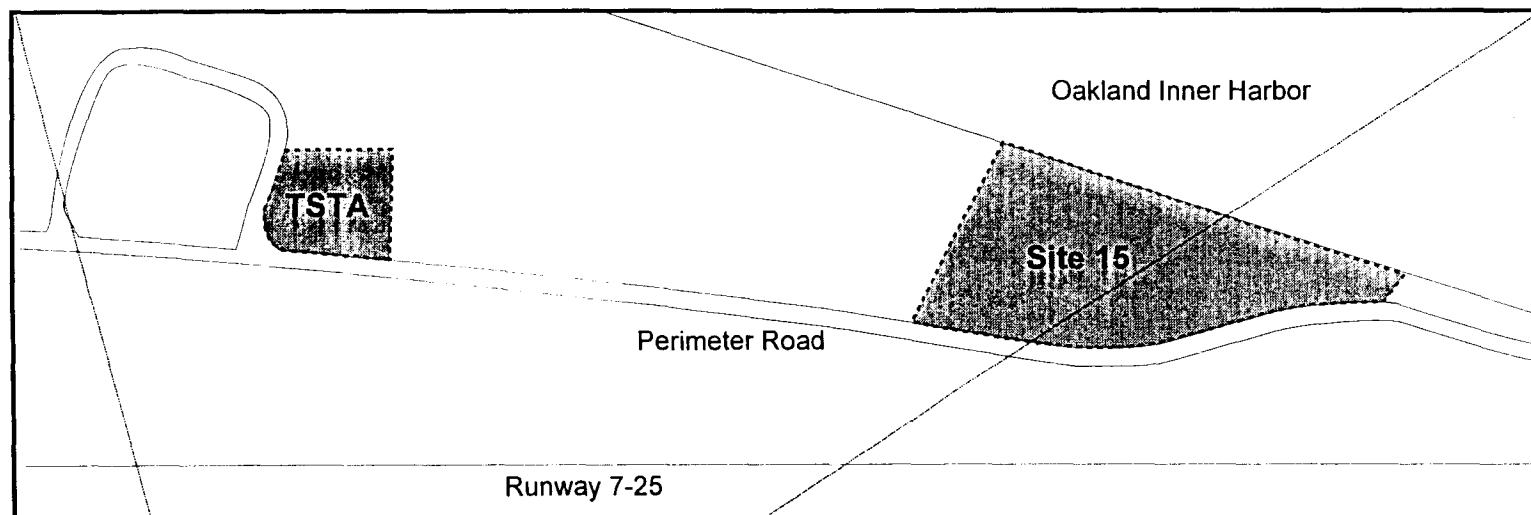 Oakland Inner Harbor
TSTA
Site 15
Perimeter Road
Runway 7-25